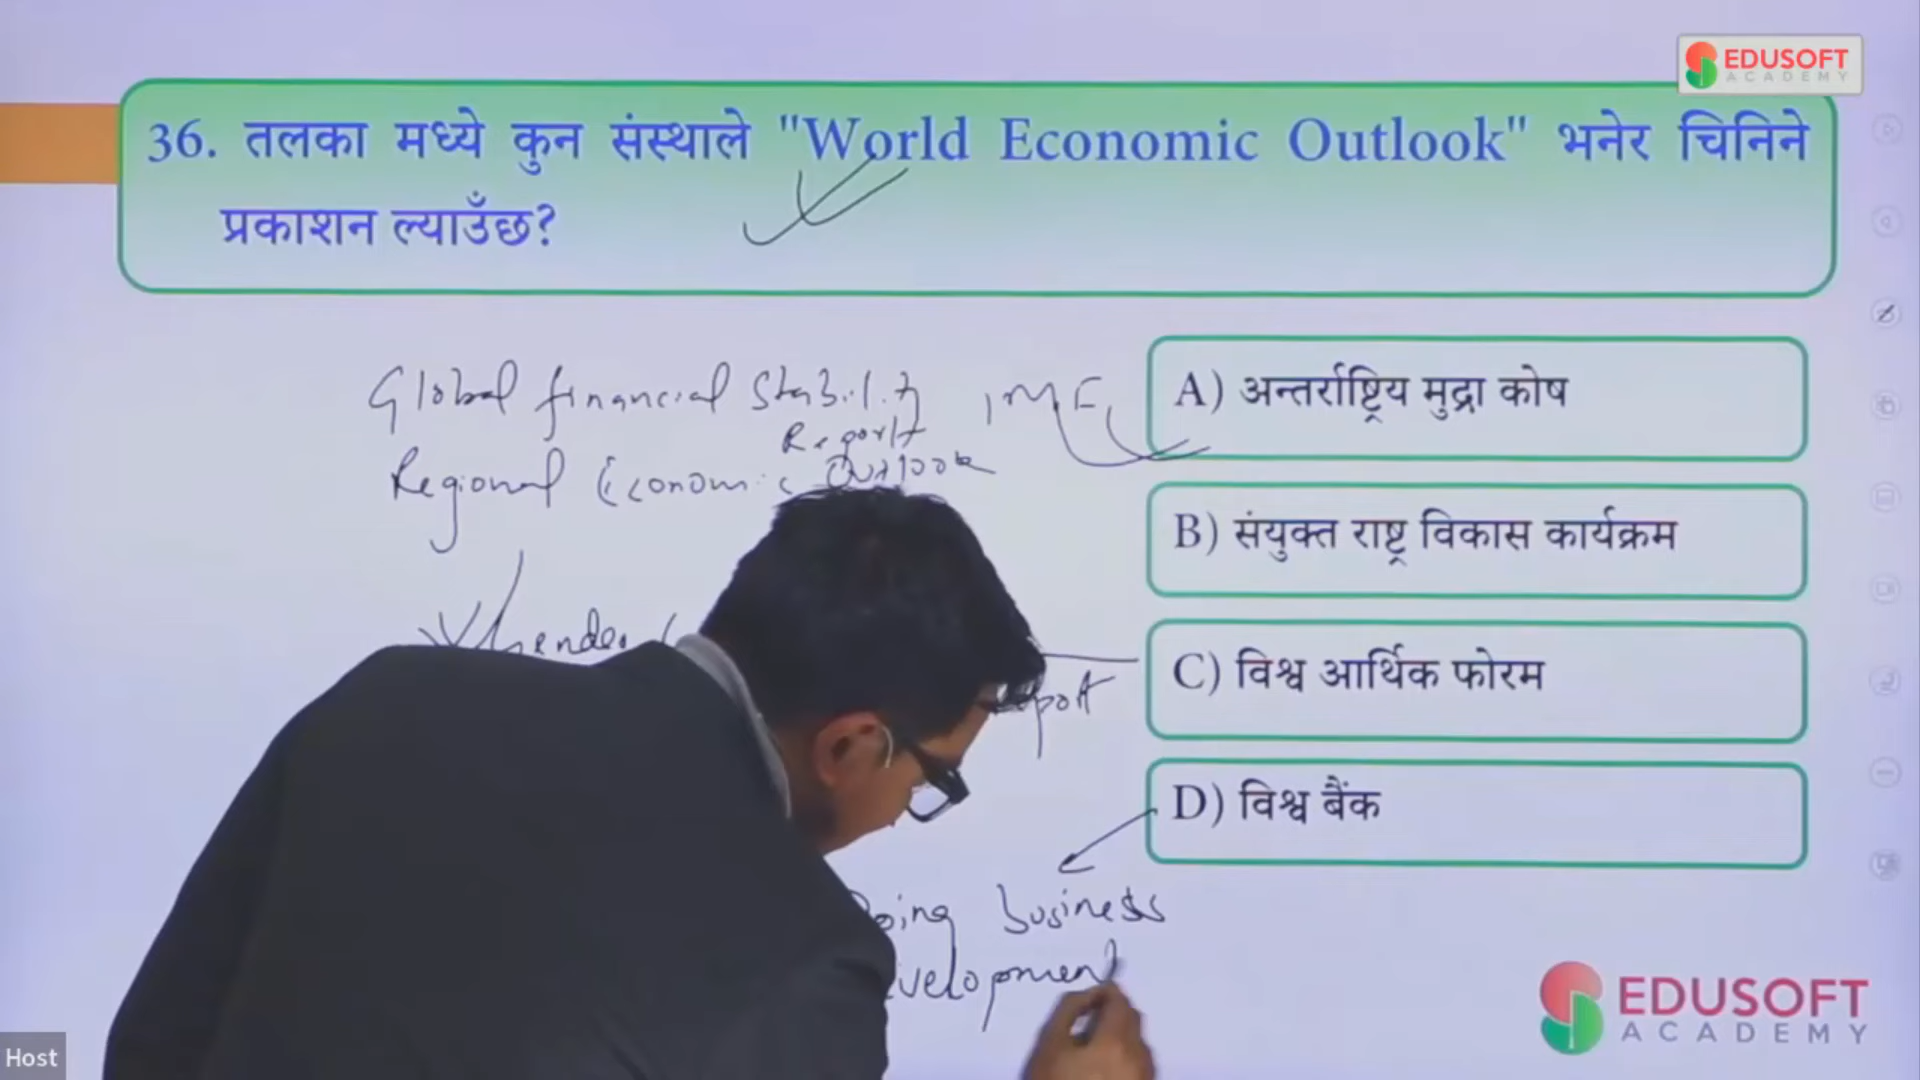 EDUSOFT
ACADEMY
36. तलका मध्ये कुन संस्थाले "World Economic Outlook" भनेर चिनिने
प्रकाशन ल्याउँछ?
Global financial Stability
Report
IMF
Regional Economic Outlook
A) अन्तर्राष्ट्रिय मुद्रा कोष
B) संयुक्त राष्ट्र विकास कार्यक्रम
C) विश्व आर्थिक फोरम
D) विश्व बैंक
business
EDUSOFT
ACADEMY
Host